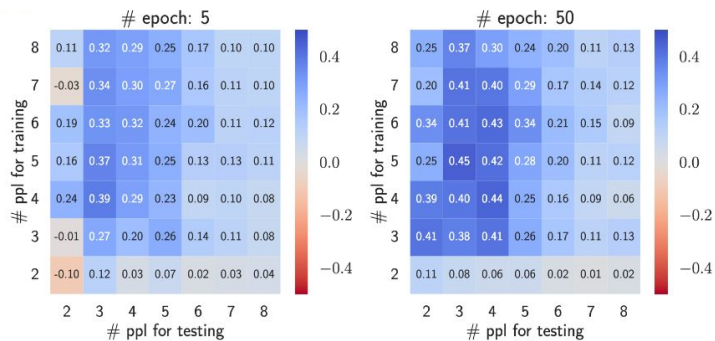 # epoch: 5
8 0.11 0.32 0.29 0.25 0.17 0.10 0.10
7 -0.03 0.34 0.30 0.27 0.16 0.11 0.10
6 0.19 0.33 0.32 0.24 0.20 0.11 0.12
5 0.16 0.37 0.31 0.25 0.13 0.13 0.11
4 0.24 0.39 0.29 0.23 0.09 0.10 0.08
3 -0.01 0.27 0.20 0.26 0.14 0.11 0.08
2 -0.10 0.12 0.03 0.07 0.02 0.03 0.04
2 3 4 5 6 7 8
# ppl for testing
# ppl for training
0.4
0.2
0.0
−0.2
−0.4
# epoch: 50
8 0.25 0.37 0.30 0.24 0.20 0.11 0.13
7 0.20 0.41 0.40 0.29 0.17 0.14 0.12
6 0.34 0.41 0.43 0.34 0.21 0.15 0.09
5 0.25 0.45 0.42 0.28 0.20 0.11 0.12
4 0.39 0.40 0.44 0.25 0.16 0.09 0.06
3 0.41 0.38 0.41 0.26 0.17 0.11 0.13
2 0.11 0.08 0.06 0.06 0.02 0.01 0.02
2 3 4 5 6 7 8
# ppl for testing
# ppl for training
0.4
0.2
0.0
−0.2
−0.4